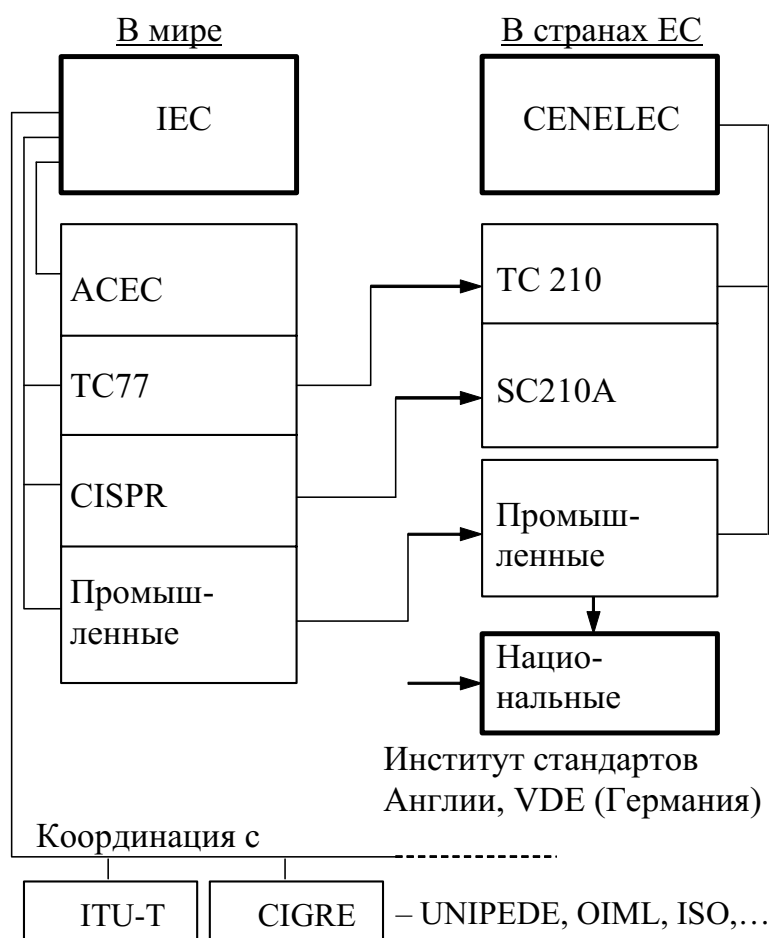 В мире
В странах ЕС
IEC
CENELEC
ACEC
TC 210
TC77
SC210A
CISPR
Промыш-
ленные
Промыш-
ленные
Нацио-
нальные
Институт стандартов
Англии, VDE (Германия)
Координация с
ITU-T
CIGRE
– UNIPEDE, OIML, ISO,…